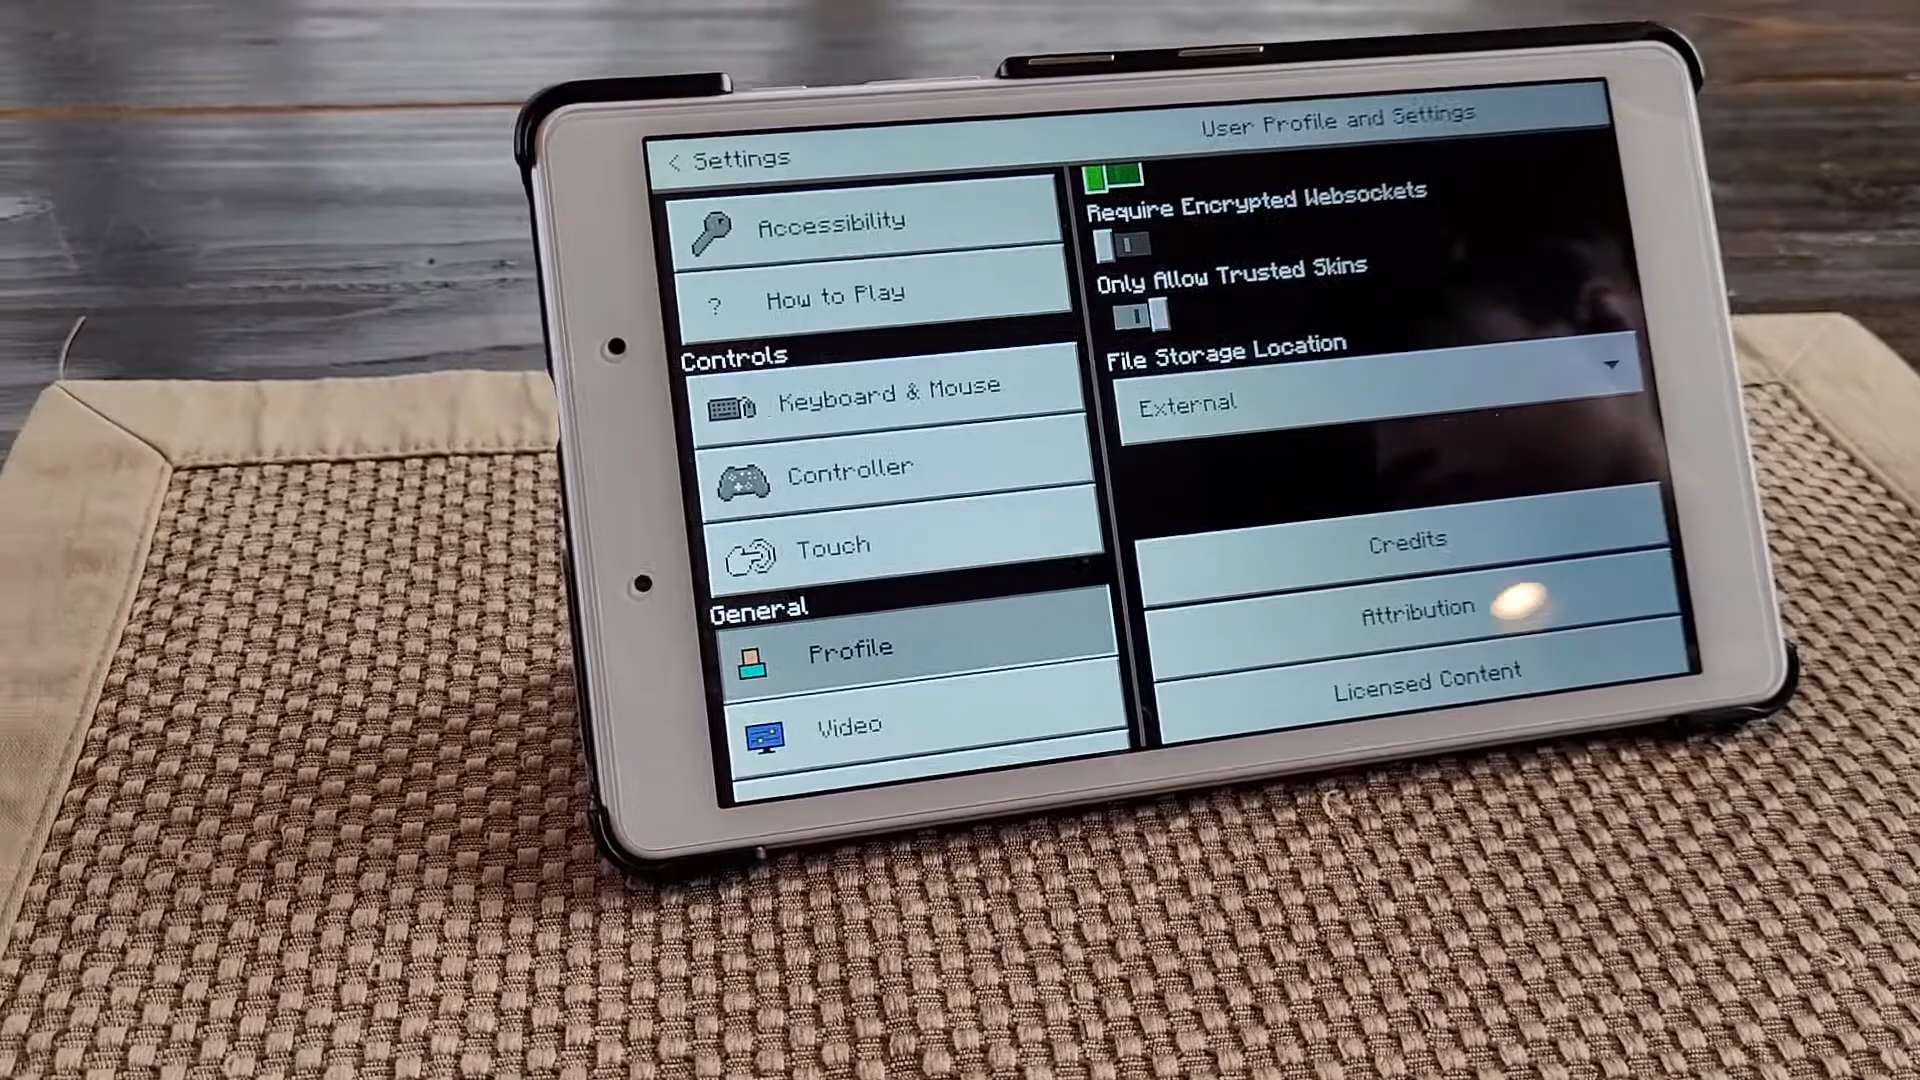 < Settings
User Profile and Settings
Accessibility
? How to Play
Controls
Keyboard & Mouse
Controller
Touch
General
Profile
Video
Require Encrypted Websockets
Only Allow Trusted Skins
File Storage Location
External
Credits
Attribution
Licensed Content